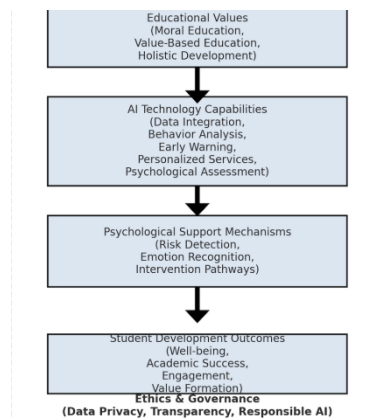 Educational Values
(Moral Education,
Value-Based Education,
Holistic Development)
AI Technology Capabilities
(Data Integration,
Behavior Analysis,
Early Warning,
Personalized Services,
Psychological Assessment)
Psychological Support Mechanisms
(Risk Detection,
Emotion Recognition,
Intervention Pathways)
Student Development Outcomes
(Well-being,
Academic Success,
Engagement,
Value Formation)
Ethics & Governance
(Data Privacy, Transparency, Responsible AI)